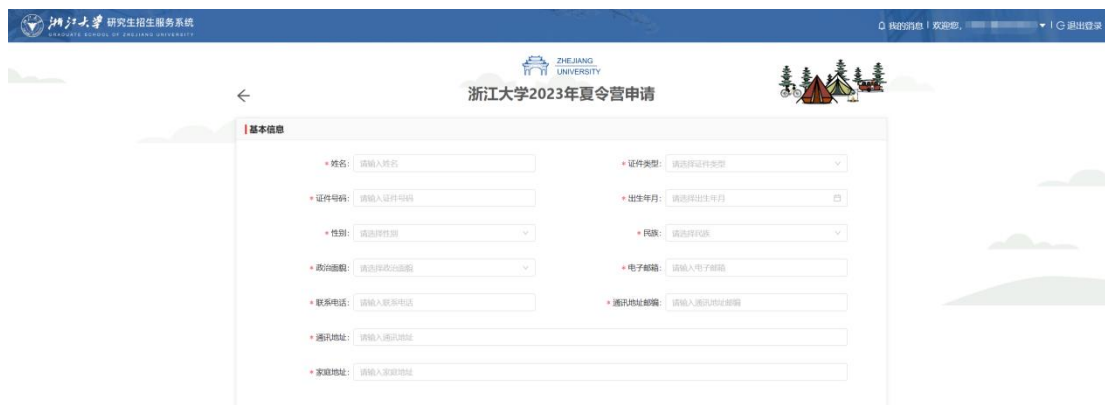 浙江大学 研究生招生服务系统
GRADUATE SCHOOL OF ZHEJIANG UNIVERSITY
我的消息 | 欢迎您, | 退出登录
ZHEJIANG
UNIVERSITY
浙江大学2023年夏令营申请
基本信息
* 姓名: 请输入姓名 * 证件类型: 请选择证件类型
* 证件号码: 请输入证件号码 * 出生年月: 请选择出生年月
* 性别: 请选择性别 * 民族: 请选择民族
* 政治面貌: 请选择政治面貌 * 电子邮箱: 请输入电子邮箱
* 联系电话: 请输入联系电话 * 通讯地址邮编: 请输入通讯地址邮编
* 通讯地址: 请输入通讯地址
* 家庭地址: 请输入家庭地址